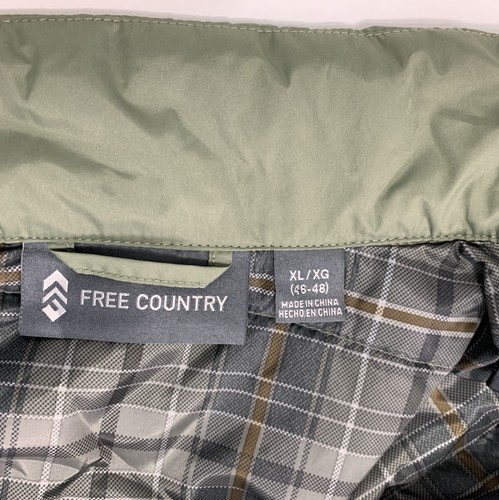 FREE COUNTRY
XL/XG
(46-48)
MADE IN CHINA
HECHO EN CHINA